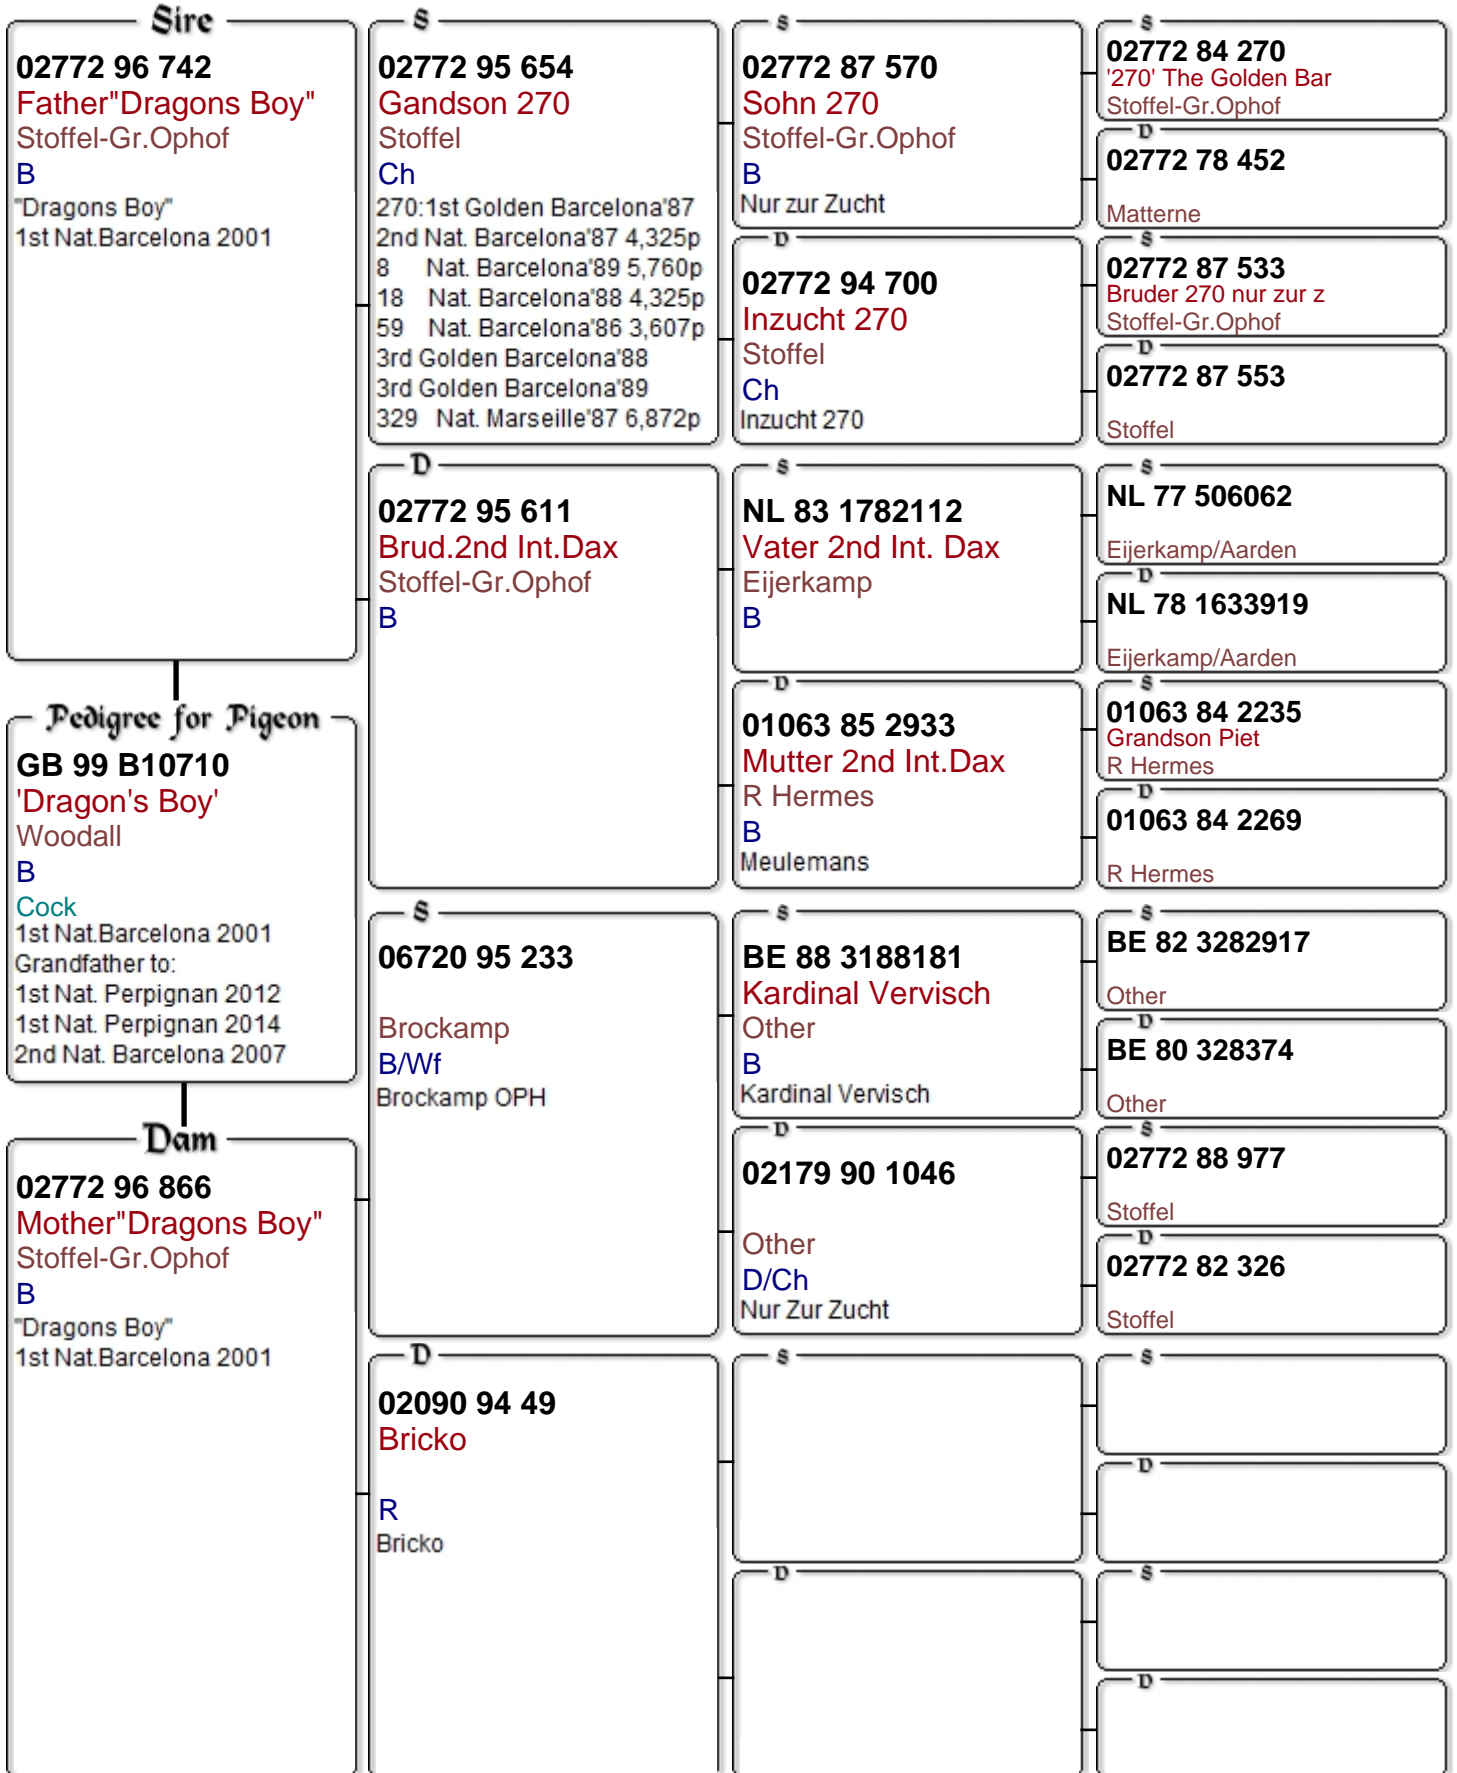 Sire
02772 96 742
Father"Dragons Boy"
Stoffel-Gr.Ophof
B
"Dragons Boy"
1st Nat.Barcelona 2001
Pedigree for Pigeon
GB 99 B10710
'Dragon's Boy'
Woodall
B
Cock
1st Nat.Barcelona 2001
Grandfather to:
1st Nat. Perpignan 2012
1st Nat. Perpignan 2014
2nd Nat. Barcelona 2007
Dam
02772 96 866
Mother"Dragons Boy"
Stoffel-Gr.Ophof
B
"Dragons Boy"
1st Nat.Barcelona 2001
S
02772 95 654
Gandson 270
Stoffel
Ch
270:1st Golden Barcelona'87
2nd Nat. Barcelona'87 4,325p
8 Nat. Barcelona'89 5,760p
18 Nat. Barcelona'88 4,325p
59 Nat. Barcelona'86 3,607p
3rd Golden Barcelona'88
3rd Golden Barcelona'89
329 Nat. Marseille'87 6,872p
D
02772 95 611
Brud.2nd Int.Dax
Stoffel-Gr.Ophof
B
S
06720 95 233
Brockamp
B/Wf
Brockamp OPH
D
02090 94 49
Bricko
R
Bricko
S
02772 87 570
Sohn 270
Stoffel-Gr.Ophof
B
Nur zur Zucht
D
02772 94 700
Inzucht 270
Stoffel
Ch
Inzucht 270
S
NL 83 1782112
Vater 2nd Int. Dax
Eijerkamp
B
D
01063 85 2933
Mutter 2nd Int.Dax
R Hermes
B
Meulemans
S
BE 88 3188181
Kardinal Vervisch
Other
B
Kardinal Vervisch
D
02179 90 1046
Other
D/Ch
Nur Zur Zucht
S
D
S
02772 84 270
'270' The Golden Bar
Stoffel-Gr.Ophof
D
02772 78 452
Matterne
S
02772 87 533
Bruder 270 nur zur z
Stoffel-Gr.Ophof
D
02772 87 553
Stoffel
S
NL 77 506062
Eijerkamp/Aarden
D
NL 78 1633919
Eijerkamp/Aarden
S
01063 84 2235
Grandson Piet
R Hermes
D
01063 84 2269
R Hermes
S
BE 82 3282917
Other
D
BE 80 328374
Other
S
02772 88 977
Stoffel
D
02772 82 326
Stoffel
S
D
S
D